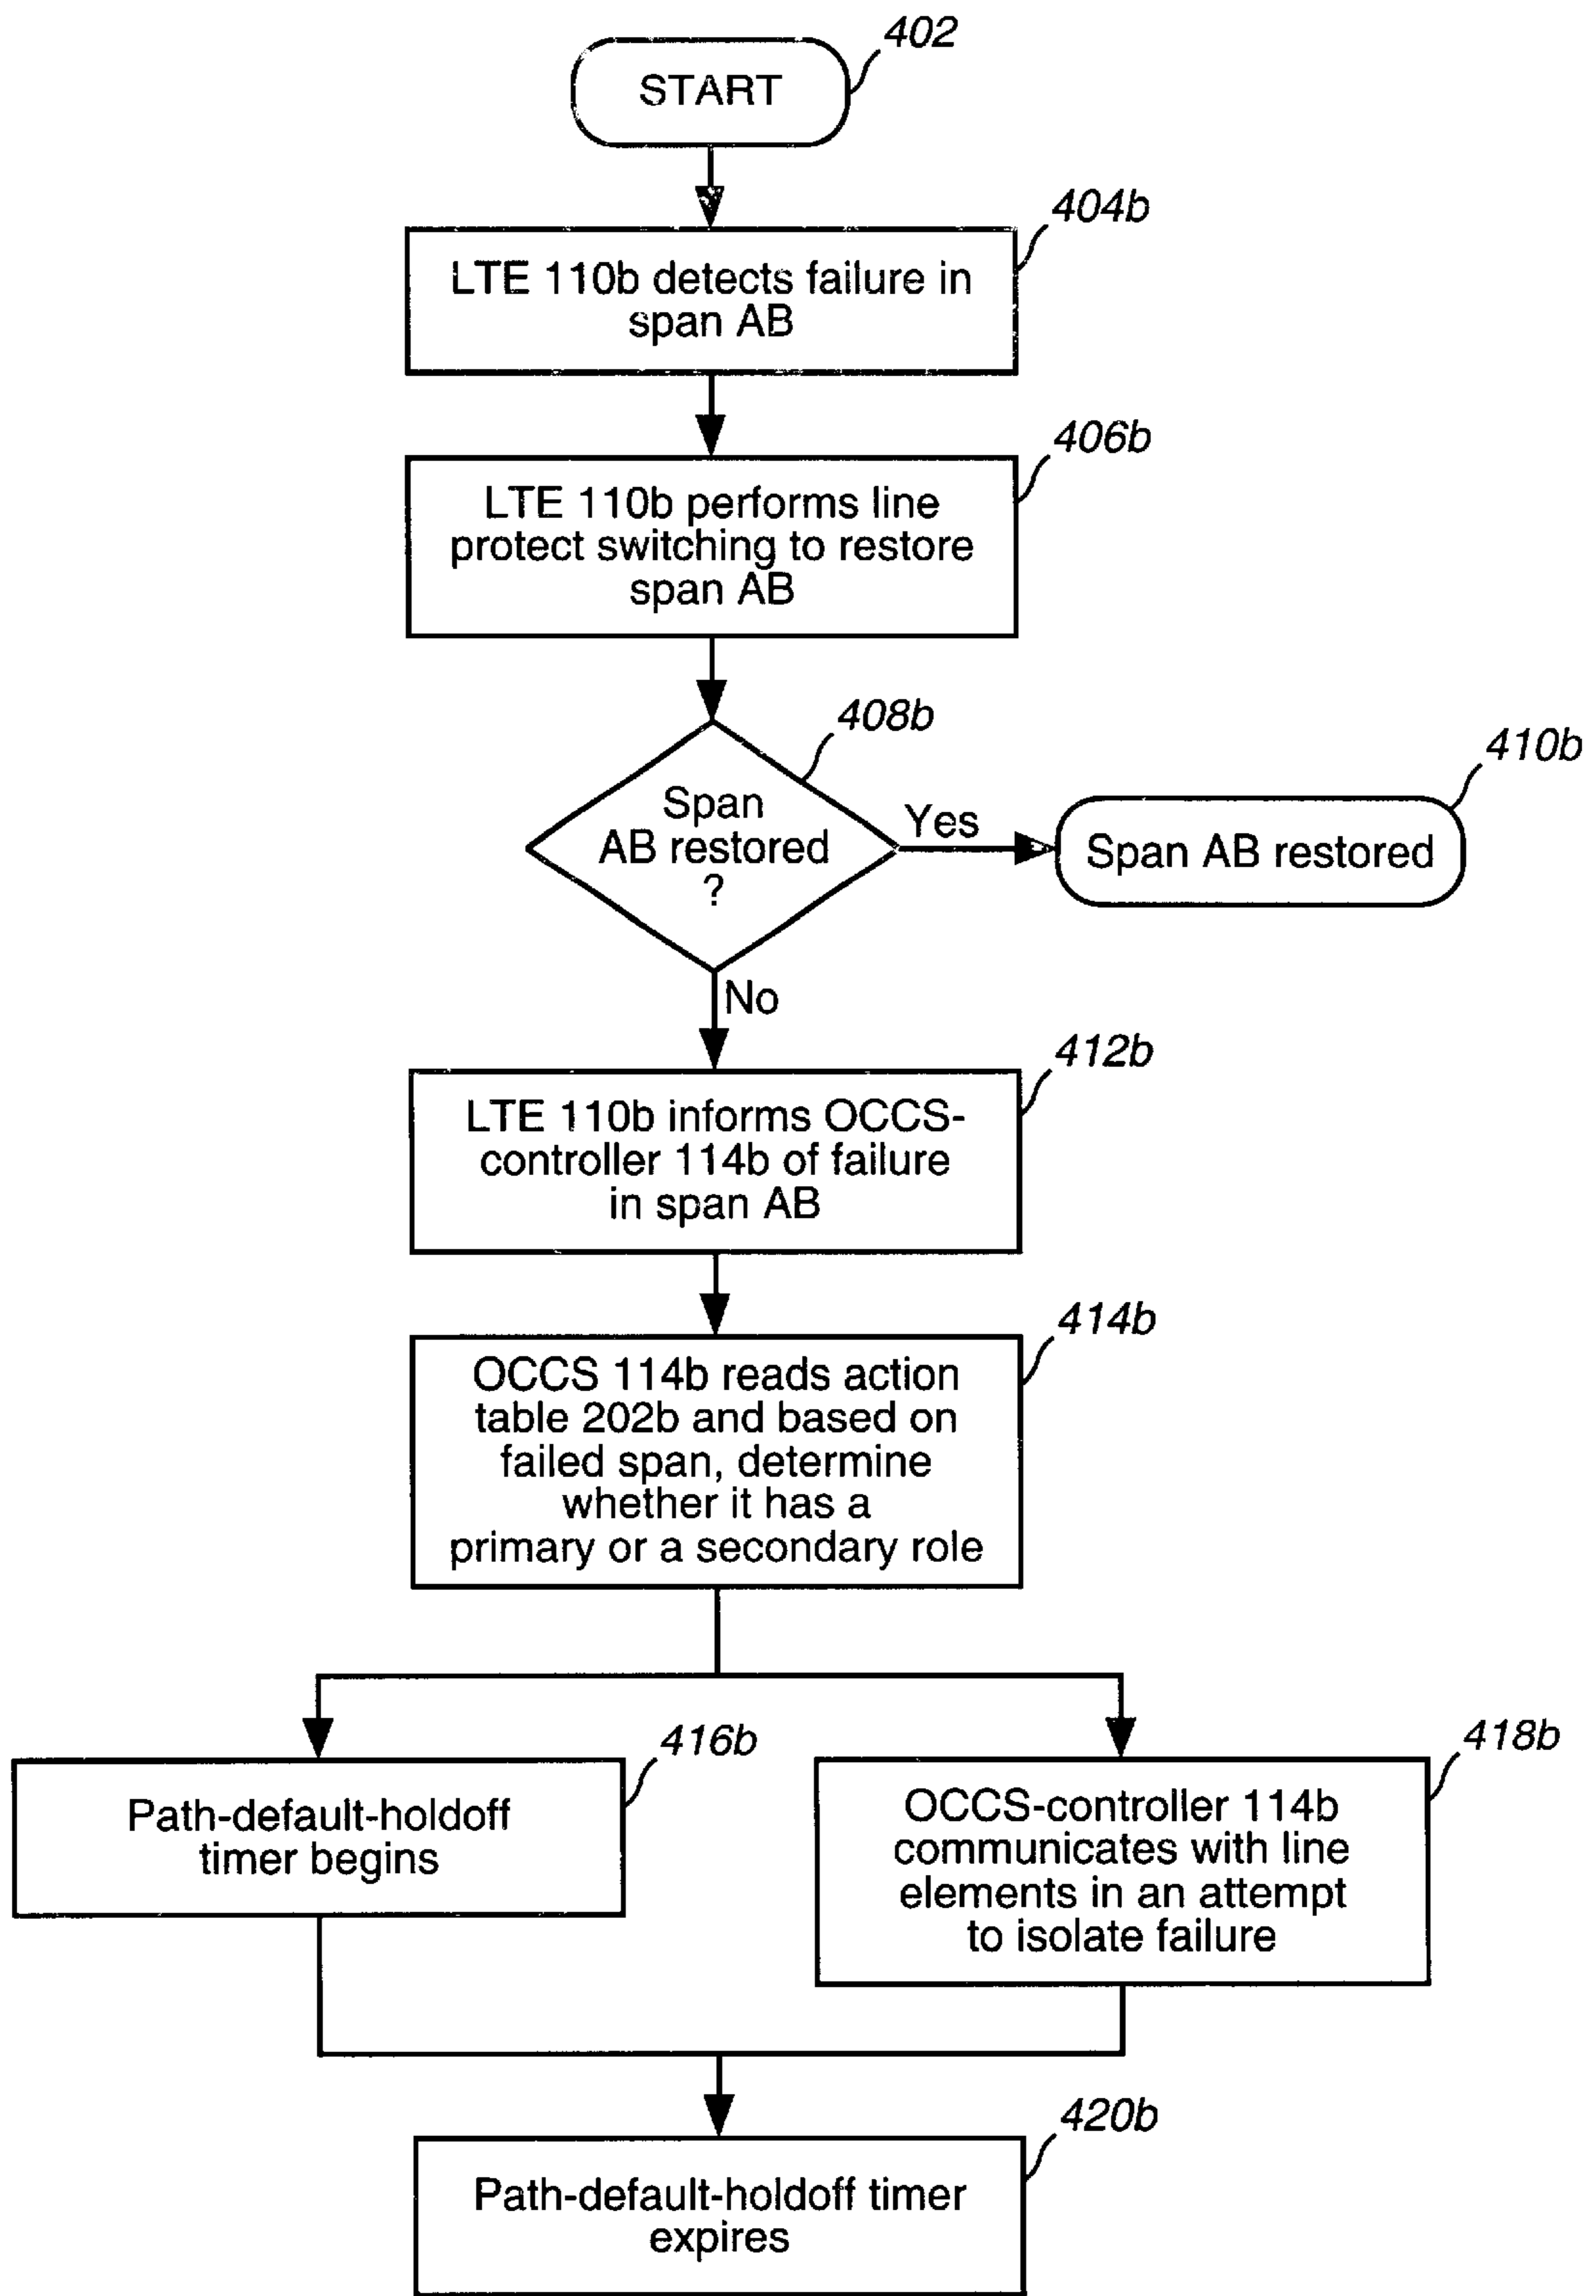 402
START
404b
LTE 110b detects failure in
span AB
406b
LTE 110b performs line
protect switching to restore
span AB
408b
Span
AB restored
?
Yes
410b
Span AB restored
No
412b
LTE 110b informs OCCS-
controller 114b of failure
in span AB
414b
OCCS 114b reads action
table 202b and based on
failed span, determine
whether it has a
primary or a secondary role
416b
Path-default-holdoff
timer begins
418b
OCCS-controller 114b
communicates with line
elements in an attempt
to isolate failure
420b
Path-default-holdoff timer
expires